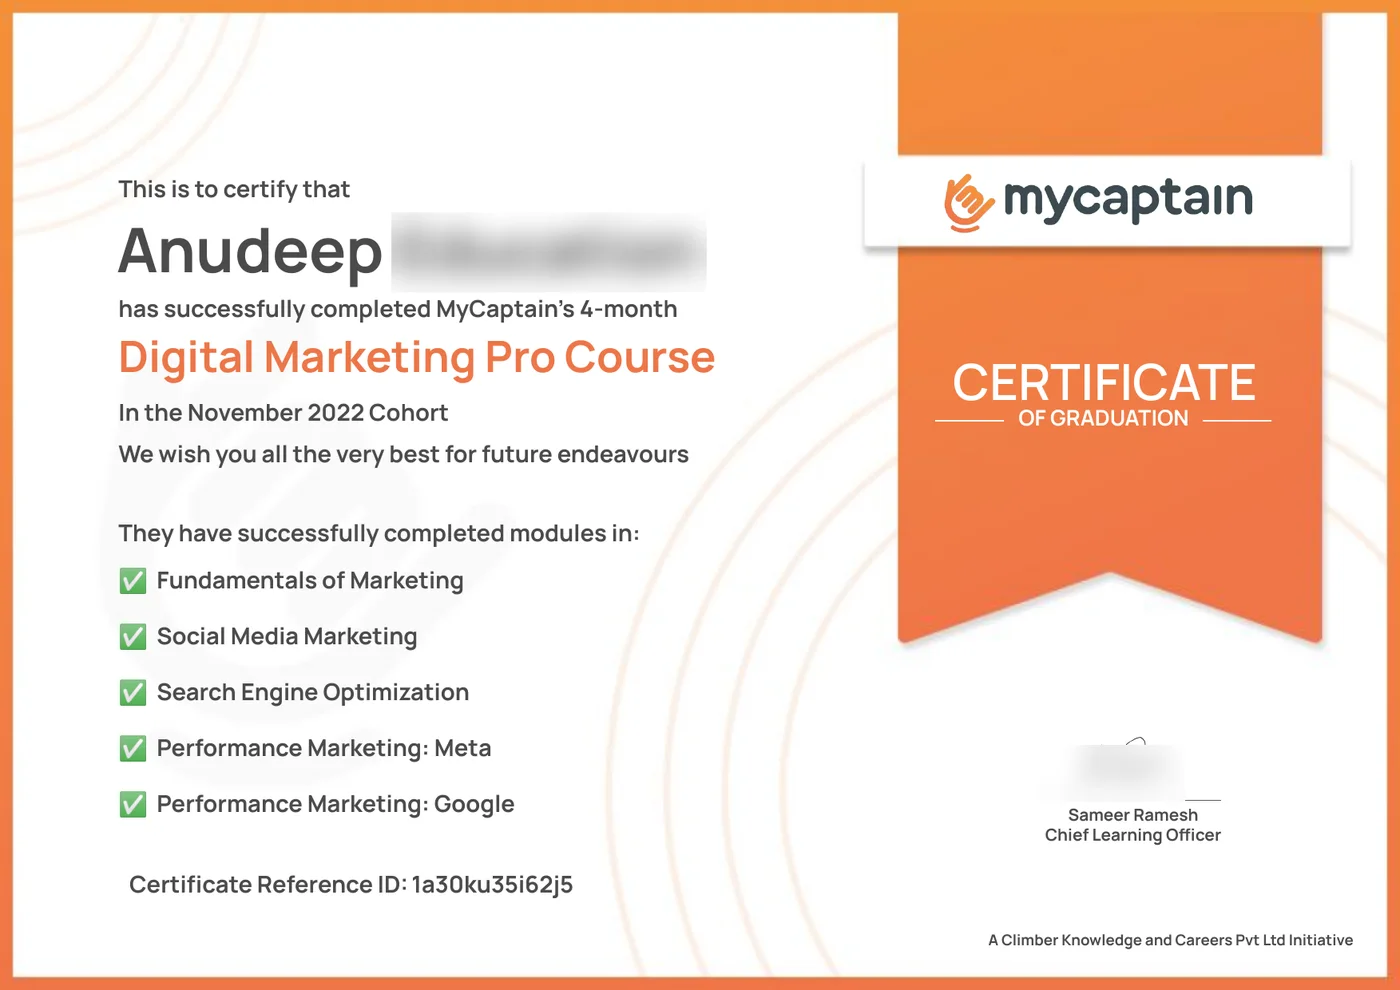 This is to certify that
Anudeep
has successfully completed MyCaptain's 4-month
Digital Marketing Pro Course
In the November 2022 Cohort
We wish you all the very best for future endeavours
They have successfully completed modules in:
✅ Fundamentals of Marketing
✅ Social Media Marketing
✅ Search Engine Optimization
✅ Performance Marketing: Meta
✅ Performance Marketing: Google
Certificate Reference ID: 1a30ku35i62j5
mycaptain
CERTIFICATE
OF GRADUATION
Sameer Ramesh
Chief Learning Officer
A Climber Knowledge and Careers Pvt Ltd Initiative